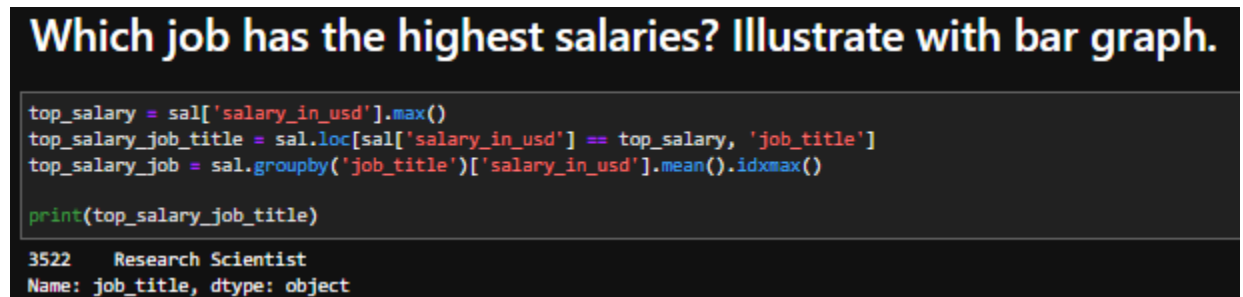 Which job has the highest salaries? Illustrate with bar graph.
top_salary = sal['salary_in_usd'].max()
top_salary_job_title = sal.loc[sal['salary_in_usd'] == top_salary, 'job_title']
top_salary_job = sal.groupby('job_title')['salary_in_usd'].mean().idxmax()
print(top_salary_job_title)
3522    Research Scientist
Name: job_title, dtype: object